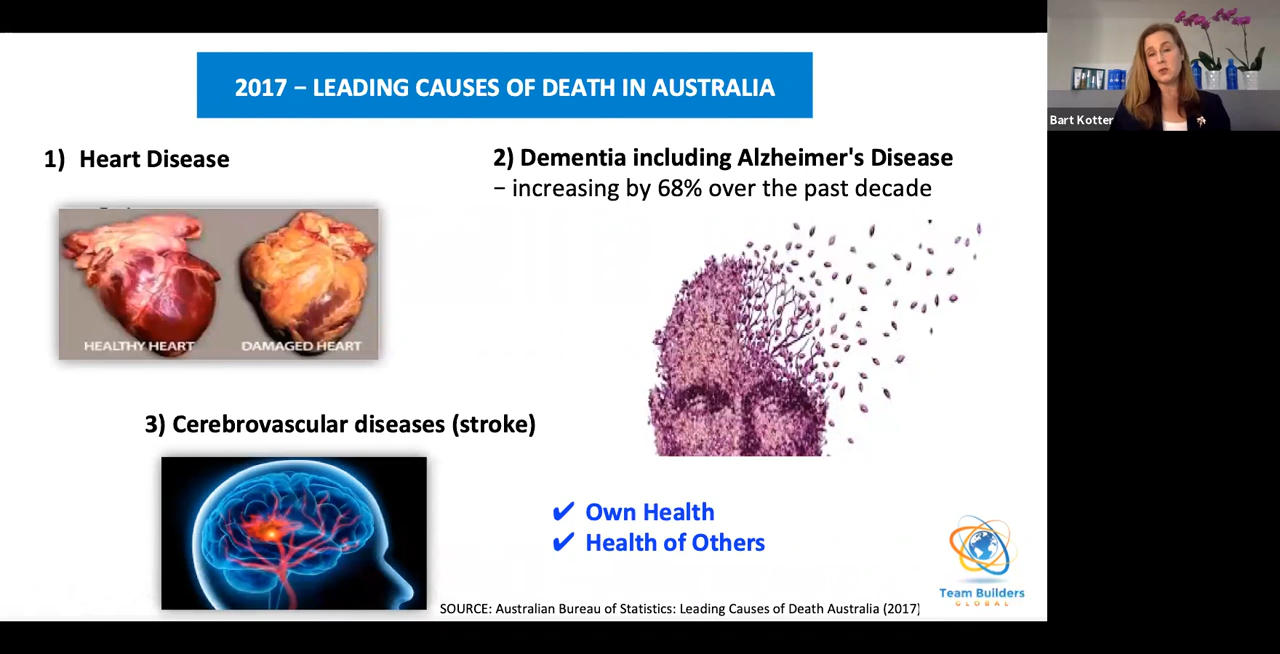 2017 – LEADING CAUSES OF DEATH IN AUSTRALIA
Bart Kotter
1) Heart Disease
2) Dementia including Alzheimer's Disease
– increasing by 68% over the past decade
HEALTHY HEART
DAMAGED HEART
3) Cerebrovascular diseases (stroke)
✔ Own Health
✔ Health of Others
Team Builders
GLOBAL
SOURCE: Australian Bureau of Statistics: Leading Causes of Death Australia (2017)